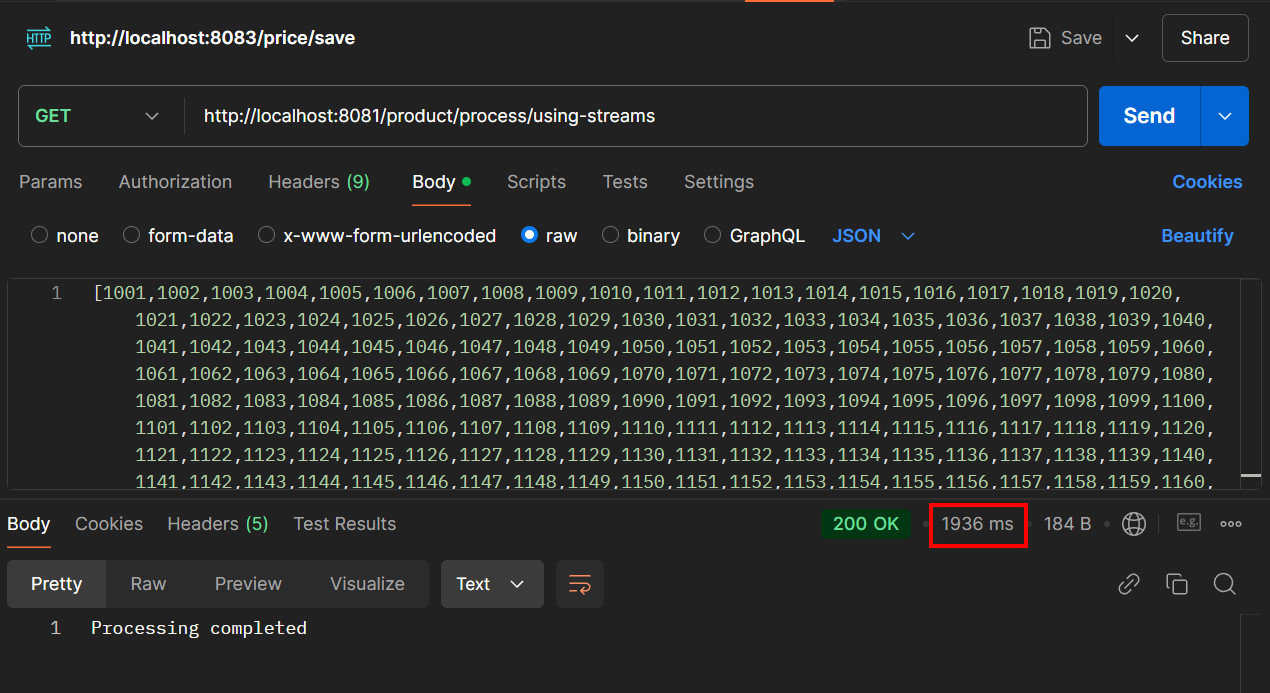 HTTP http://localhost:8083/price/save Save Share
GET http://localhost:8081/product/process/using-streams Send
Params Authorization Headers (9) Body Scripts Tests Settings Cookies
none form-data x-www-form-urlencoded raw binary GraphQL JSON Beautify
1 [1001,1002,1003,1004,1005,1006,1007,1008,1009,1010,1011,1012,1013,1014,1015,1016,1017,1018,1019,1020,
1021,1022,1023,1024,1025,1026,1027,1028,1029,1030,1031,1032,1033,1034,1035,1036,1037,1038,1039,1040,
1041,1042,1043,1044,1045,1046,1047,1048,1049,1050,1051,1052,1053,1054,1055,1056,1057,1058,1059,1060,
1061,1062,1063,1064,1065,1066,1067,1068,1069,1070,1071,1072,1073,1074,1075,1076,1077,1078,1079,1080,
1081,1082,1083,1084,1085,1086,1087,1088,1089,1090,1091,1092,1093,1094,1095,1096,1097,1098,1099,1100,
1101,1102,1103,1104,1105,1106,1107,1108,1109,1110,1111,1112,1113,1114,1115,1116,1117,1118,1119,1120,
1121,1122,1123,1124,1125,1126,1127,1128,1129,1130,1131,1132,1133,1134,1135,1136,1137,1138,1139,1140,
1141,1142,1143,1144,1145,1146,1147,1148,1149,1150,1151,1152,1153,1154,1155,1156,1157,1158,1159,1160,
Body Cookies Headers (5) Test Results 200 OK 1936 ms 184 B e.g.
Pretty Raw Preview Visualize Text
1 Processing completed